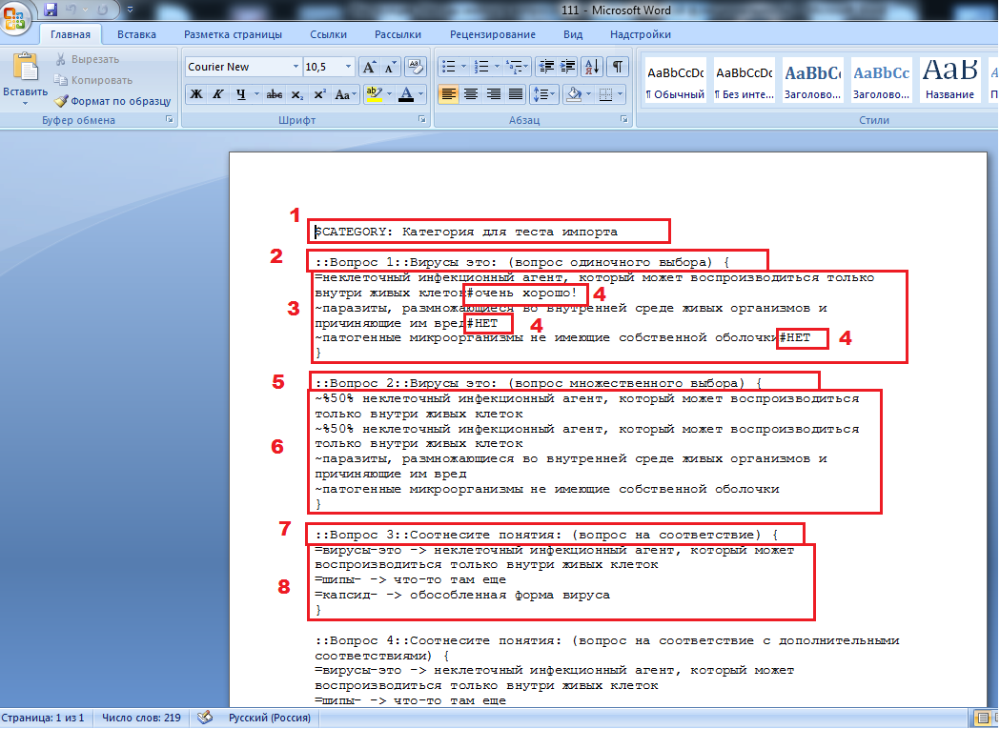 111 - Microsoft Word
Главная Вставка Разметка страницы Ссылки Рассылки Рецензирование Вид Надстройки
Вставить
Вырезать
Копировать
Формат по образцу
Буфер обмена
Courier New 10,5
Ж К Ч abc x₂ x² Aa
Шрифт
Абзац
AaBbCcDc AaBbCcDc AaBbC AaBbCc AaB
¶ Обычный ¶ Без инте... Заголово... Заголово... Название
Стили
1
$CATEGORY: Категория для теста импорта
2
::Вопрос 1::Вирусы это: (вопрос одиночного выбора) {
3
=неклеточный инфекционный агент, который может воспроизводиться только
внутри живых клеток#очень хорошо! 4
~паразиты, размножающиеся во внутренней среде живых организмов и
причиняющие им вред#НЕТ 4
~патогенные микроорганизмы не имеющие собственной оболочки#НЕТ 4
}
5
::Вопрос 2::Вирусы это: (вопрос множественного выбора) {
6
~%50% неклеточный инфекционный агент, который может воспроизводиться
только внутри живых клеток
~%50% неклеточный инфекционный агент, который может воспроизводиться
только внутри живых клеток
~паразиты, размножающиеся во внутренней среде живых организмов и
причиняющие им вред
~патогенные микроорганизмы не имеющие собственной оболочки
}
7
::Вопрос 3::Соотнесите понятия: (вопрос на соответствие) {
8
=вирусы-это -> неклеточный инфекционный агент, который может
воспроизводиться только внутри живых клеток
=шипы- -> что-то там еще
=капсид- -> обособленная форма вируса
}
::Вопрос 4::Соотнесите понятия: (вопрос на соответствие с дополнительными
соответствиями) {
=вирусы-это -> неклеточный инфекционный агент, который может
воспроизводиться только внутри живых клеток
=шипы- -> что-то там еще
Страница: 1 из 1 Число слов: 219 Русский (Россия)